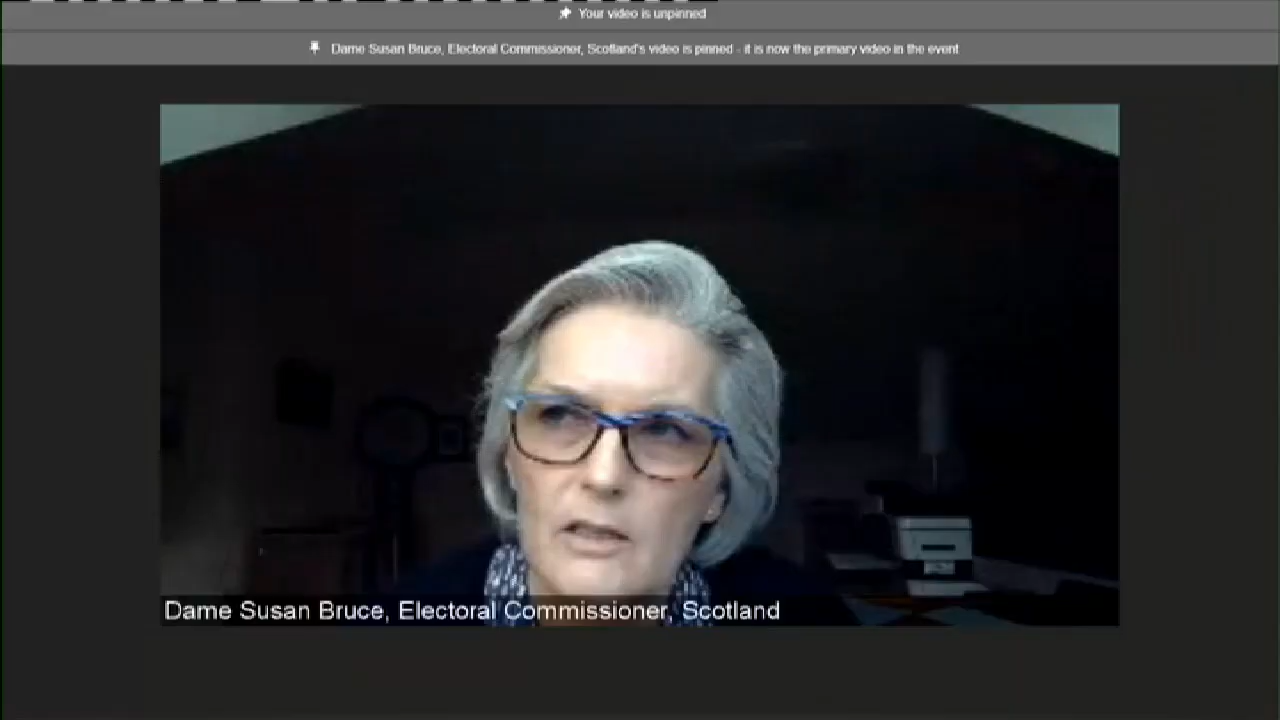 Your video is unpinned
Dame Susan Bruce, Electoral Commissioner, Scotland's video is pinned - it is now the primary video in the event
Dame Susan Bruce, Electoral Commissioner, Scotland